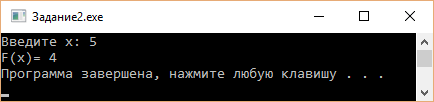 Задание2.exe
Введите x: 5
F(x)= 4
Программа завершена, нажмите любую клавишу . . .